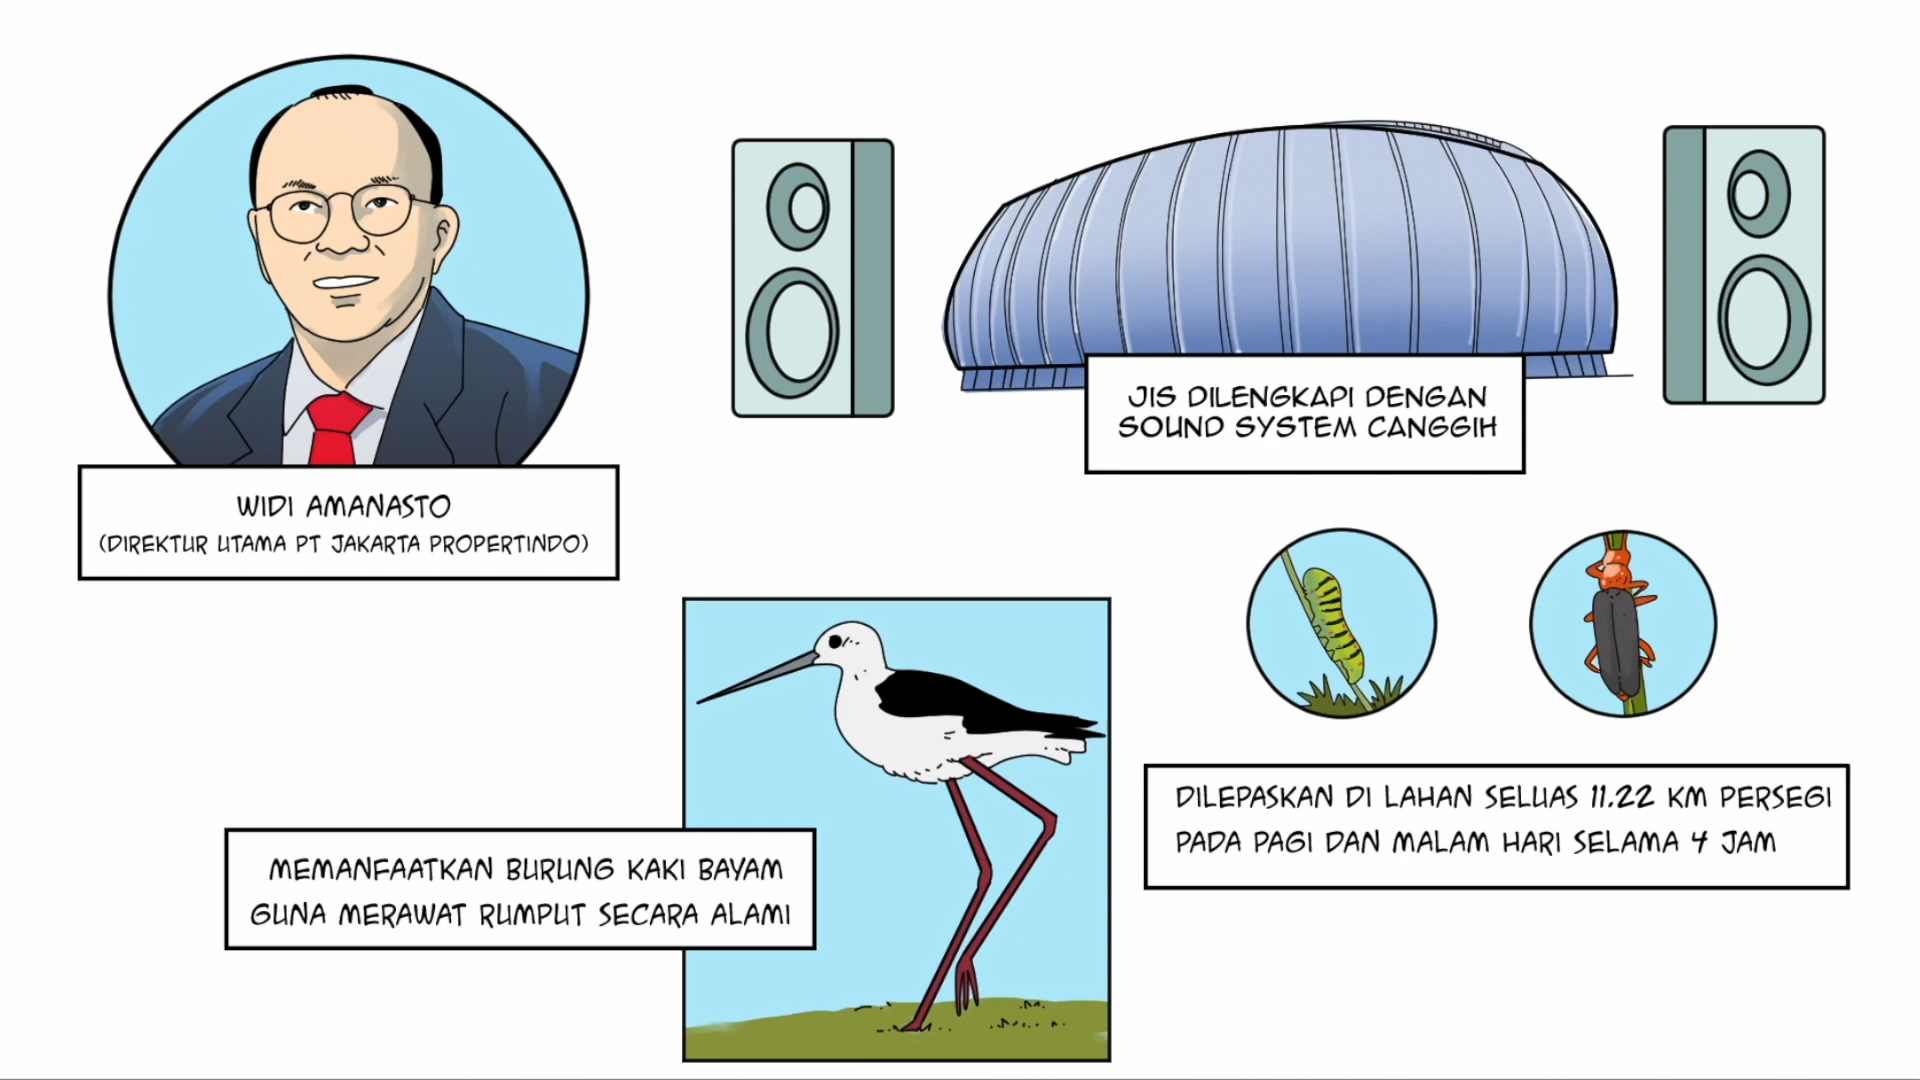 WIDI AMANASTO
(DIREKTUR UTAMA PT JAKARTA PROPERTINDO)
JIS DILENGKAPI DENGAN
SOUND SYSTEM CANGGIH
MEMANFAATKAN BURUNG KAKI BAYAM
GUNA MERAWAT RUMPUT SECARA ALAMI
DILEPASKAN DI LAHAN SELUAS 11.22 KM PERSEGI
PADA PAGI DAN MALAM HARI SELAMA 4 JAM